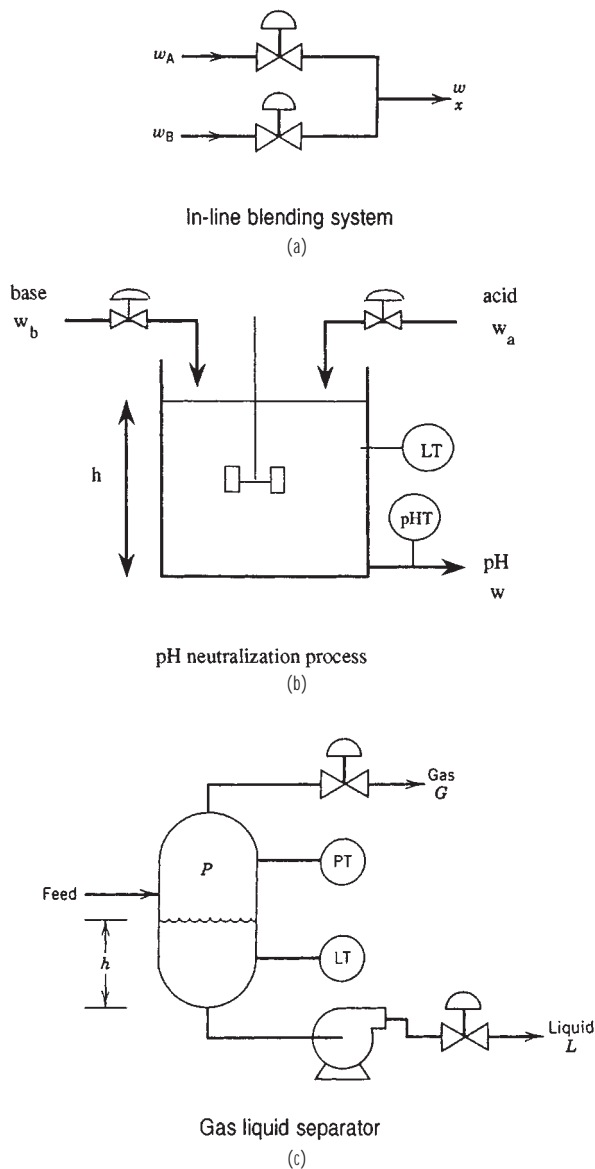 w_A
w_B
w
x
In-line blending system
(a)
base
w_b
acid
w_a
h
LT
pHT
pH
w
pH neutralization process
(b)
Gas
G
P
PT
Feed
h
LT
Liquid
L
Gas liquid separator
(c)